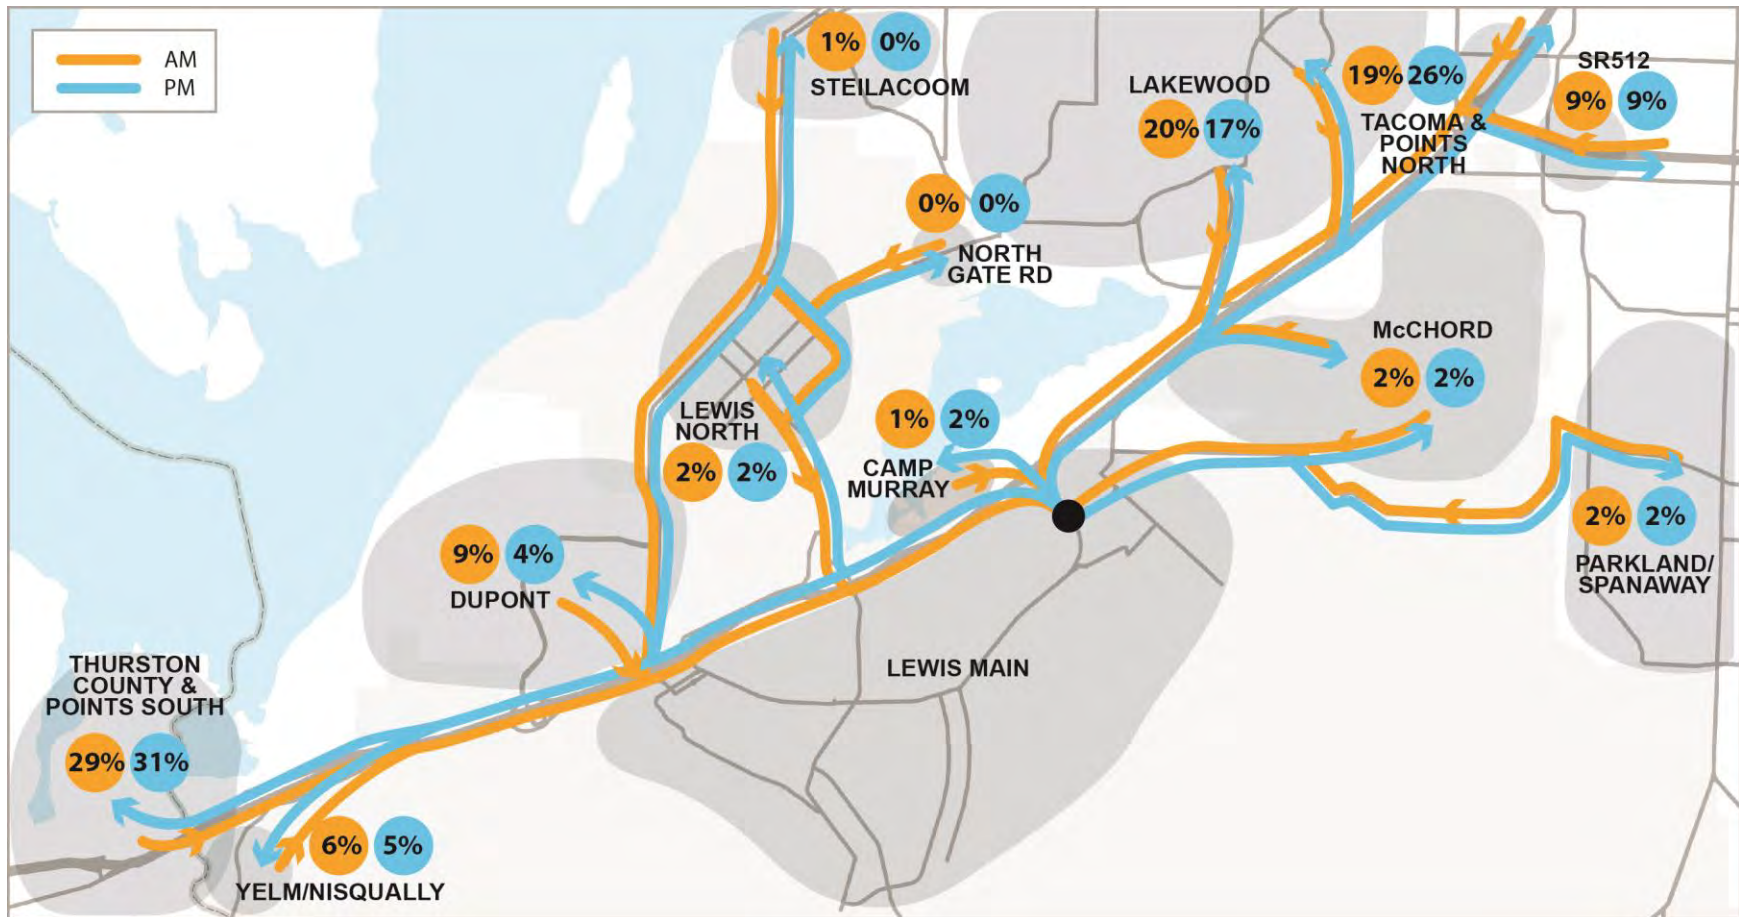 AM
PM
1% 0%
STEILACOOM
LAKEWOOD
20% 17%
19% 26%
TACOMA &
POINTS
NORTH
SR512
9% 9%
0% 0%
NORTH
GATE RD
McCHORD
2% 2%
LEWIS
NORTH
2% 2%
1% 2%
CAMP
MURRAY
9% 4%
DUPONT
2% 2%
PARKLAND/
SPANAWAY
LEWIS MAIN
THURSTON
COUNTY &
POINTS SOUTH
29% 31%
6% 5%
YELM/NISQUALLY